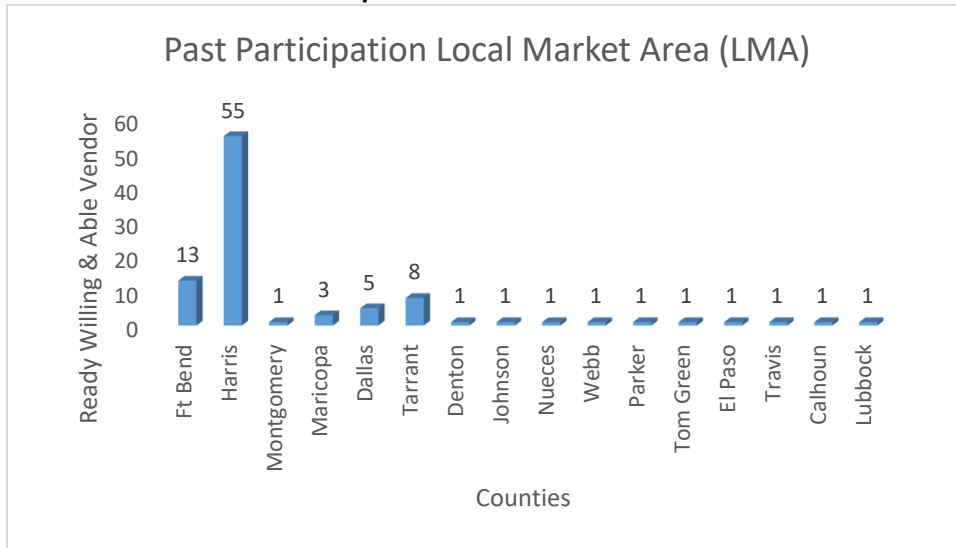 Past Participation Local Market Area (LMA)
Ready Willing & Able Vendor
60
50
40
30
20
10
0
13
55
1
3
5
8
1
1
1
1
1
1
1
1
1
1
Ft Bend
Harris
Montgomery
Maricopa
Dallas
Tarrant
Denton
Johnson
Nueces
Webb
Parker
Tom Green
El Paso
Travis
Calhoun
Lubbock
Counties